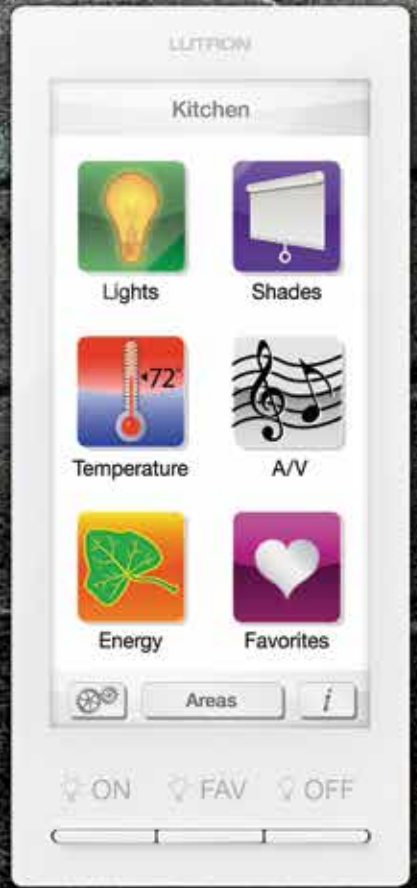 LUTRON
Kitchen
Lights Shades
72°
Temperature A/V
Energy Favorites
Areas i
ON FAV OFF